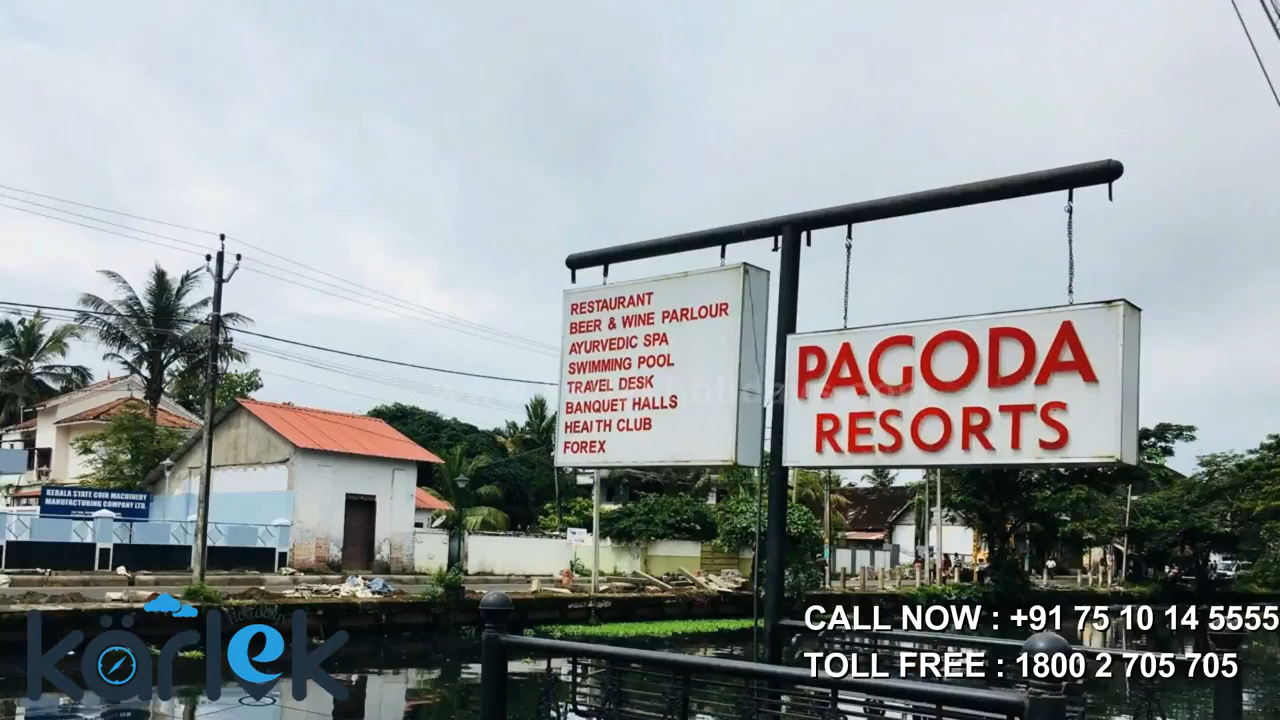 RESTAURANT
BEER & WINE PARLOUR
AYURVEDIC SPA
SWIMMING POOL
TRAVEL DESK
BANQUET HALLS
HEALTH CLUB
FOREX
PAGODA
RESORTS
KERALA STATE COIR MACHINERY
MANUFACTURING COMPANY LTD.
HOLIDAYS
kärlek
CALL NOW : +91 75 10 14 5555
TOLL FREE : 1800 2 705 705